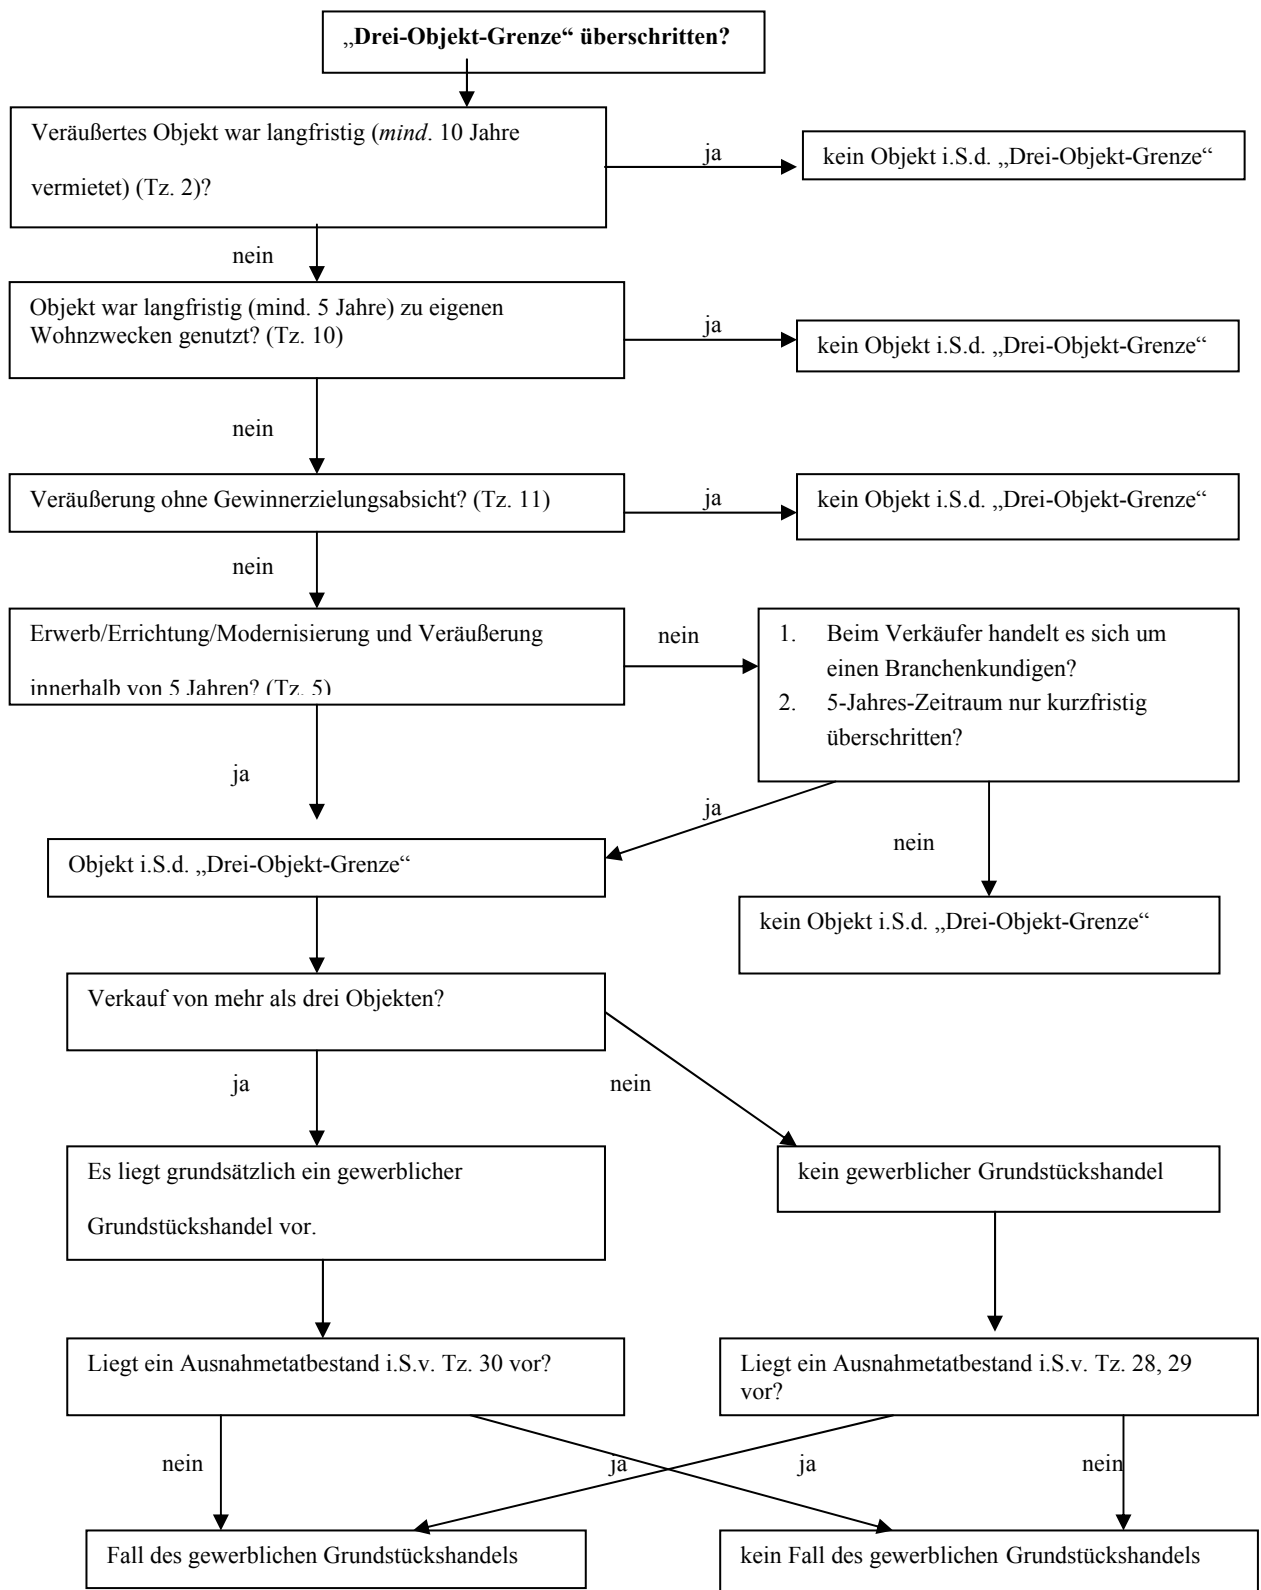 „Drei-Objekt-Grenze“ überschritten?
Veräußertes Objekt war langfristig (mind. 10 Jahre
vermietet) (Tz. 2)?
ja
kein Objekt i.S.d. „Drei-Objekt-Grenze“
nein
Objekt war langfristig (mind. 5 Jahre) zu eigenen
Wohnzwecken genutzt? (Tz. 10)
ja
kein Objekt i.S.d. „Drei-Objekt-Grenze“
nein
Veräußerung ohne Gewinnerzielungsabsicht? (Tz. 11)
ja
kein Objekt i.S.d. „Drei-Objekt-Grenze“
nein
Erwerb/Errichtung/Modernisierung und Veräußerung
innerhalb von 5 Jahren? (Tz. 5)
nein
1. Beim Verkäufer handelt es sich um
einen Branchenkundigen?
2. 5-Jahres-Zeitraum nur kurzfristig
überschritten?
ja
ja
nein
Objekt i.S.d. „Drei-Objekt-Grenze“
kein Objekt i.S.d. „Drei-Objekt-Grenze“
Verkauf von mehr als drei Objekten?
ja
nein
Es liegt grundsätzlich ein gewerblicher
Grundstückshandel vor.
kein gewerblicher Grundstückshandel
Liegt ein Ausnahmetatbestand i.S.v. Tz. 30 vor?
Liegt ein Ausnahmetatbestand i.S.v. Tz. 28, 29
vor?
nein
ja
ja
nein
Fall des gewerblichen Grundstückshandels
kein Fall des gewerblichen Grundstückshandels